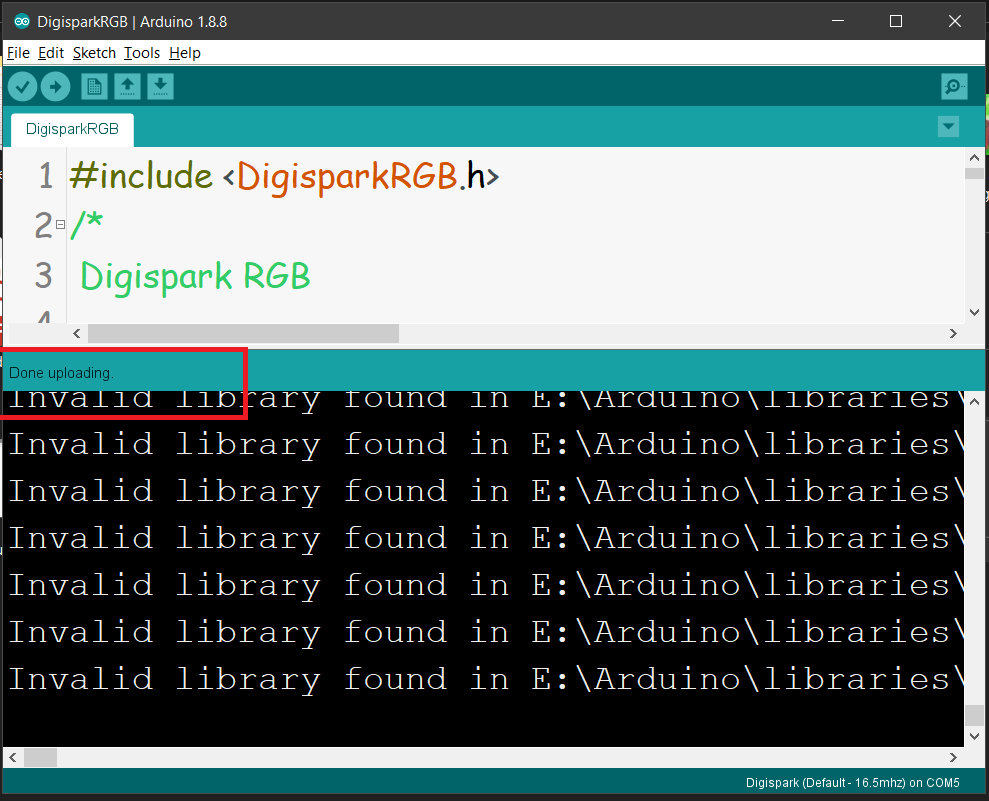 DigisparkRGB | Arduino 1.8.8
File Edit Sketch Tools Help
DigisparkRGB
1 #include <DigisparkRGB.h>
2 /*
3 Digispark RGB
4
Done uploading.
Invalid library found in E:\Arduino\libraries\
Invalid library found in E:\Arduino\libraries\
Invalid library found in E:\Arduino\libraries\
Invalid library found in E:\Arduino\libraries\
Invalid library found in E:\Arduino\libraries\
Invalid library found in E:\Arduino\libraries\
Invalid library found in E:\Arduino\libraries\
Digispark (Default - 16.5mhz) on COM5